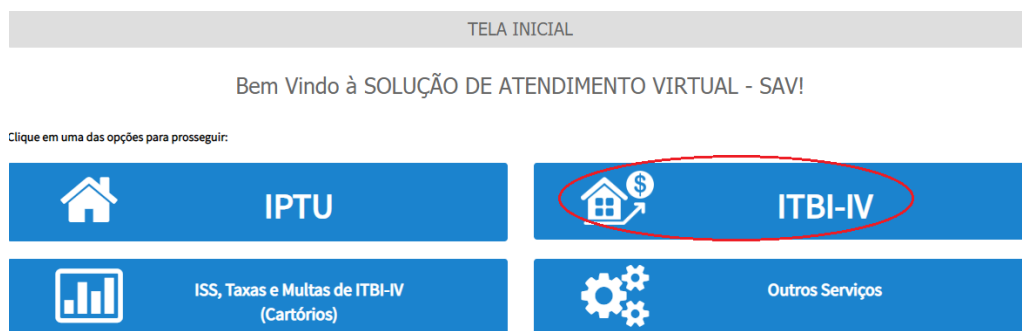 TELA INICIAL
Bem Vindo à SOLUÇÃO DE ATENDIMENTO VIRTUAL - SAV!
Clique em uma das opções para prosseguir:
IPTU
$
ITBI-IV
ISS, Taxas e Multas de ITBI-IV
(Cartórios)
Outros Serviços